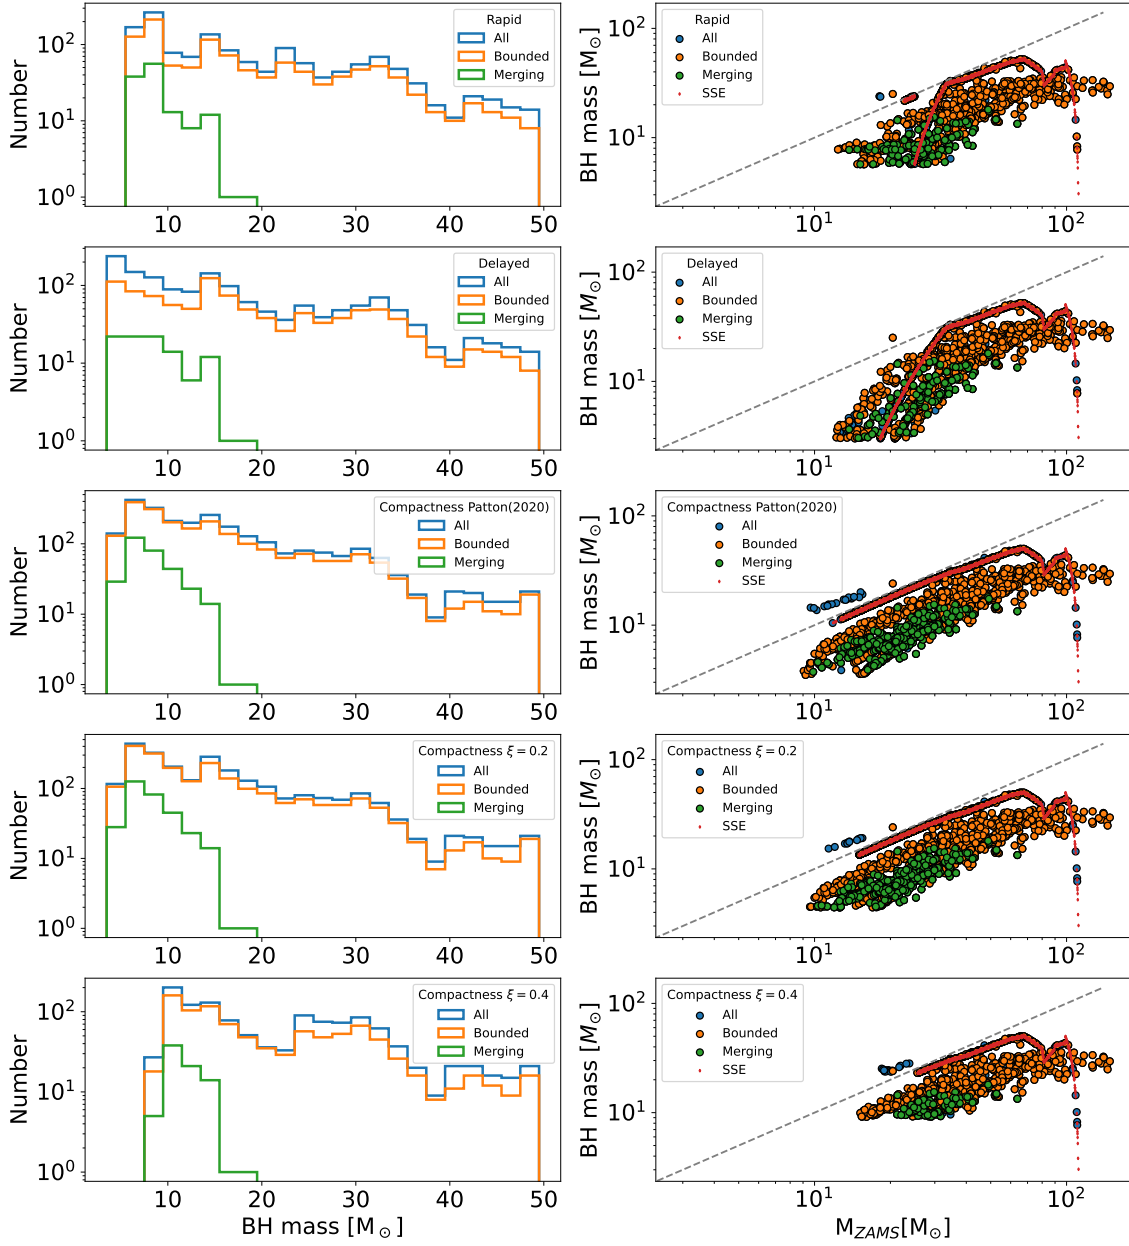 Number
10² 10¹ 10⁰
10 20 30 40 50
Rapid
All
Bounded
Merging
BH mass [M⊙]
10² 10¹
10¹ 10²
Rapid
All
Bounded
Merging
SSE
Number
10² 10¹ 10⁰
10 20 30 40 50
Delayed
All
Bounded
Merging
BH mass [M⊙]
10² 10¹
10¹ 10²
Delayed
All
Bounded
Merging
SSE
Number
10² 10¹ 10⁰
10 20 30 40 50
Compactness Patton(2020)
All
Bounded
Merging
BH mass [M⊙]
10² 10¹
10¹ 10²
Compactness Patton(2020)
All
Bounded
Merging
SSE
Number
10² 10¹ 10⁰
10 20 30 40 50
Compactness ξ = 0.2
All
Bounded
Merging
BH mass [M⊙]
10² 10¹
10¹ 10²
Compactness ξ = 0.2
All
Bounded
Merging
SSE
Number
10² 10¹ 10⁰
10 20 30 40 50
BH mass [M⊙]
Compactness ξ = 0.4
All
Bounded
Merging
BH mass [M⊙]
10² 10¹
10¹ 10²
M_ZAMS[M⊙]
Compactness ξ = 0.4
All
Bounded
Merging
SSE